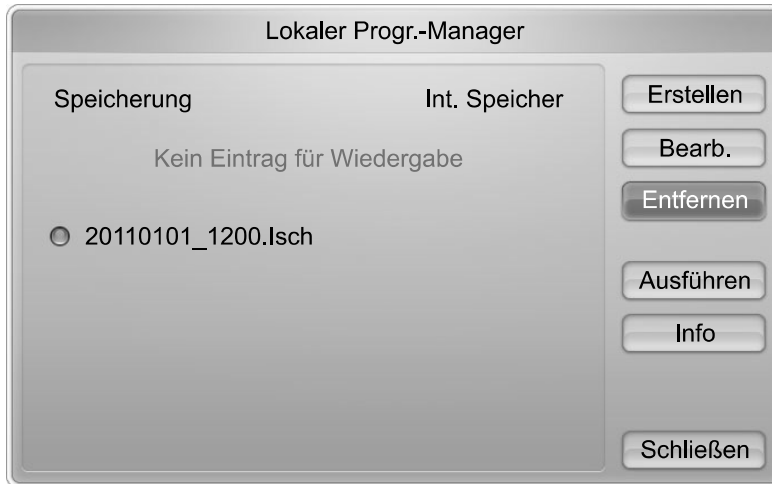 Lokaler Progr.-Manager
Speicherung Int. Speicher
Kein Eintrag für Wiedergabe
20110101_1200.lsch
Erstellen
Bearb.
Entfernen
Ausführen
Info
Schließen